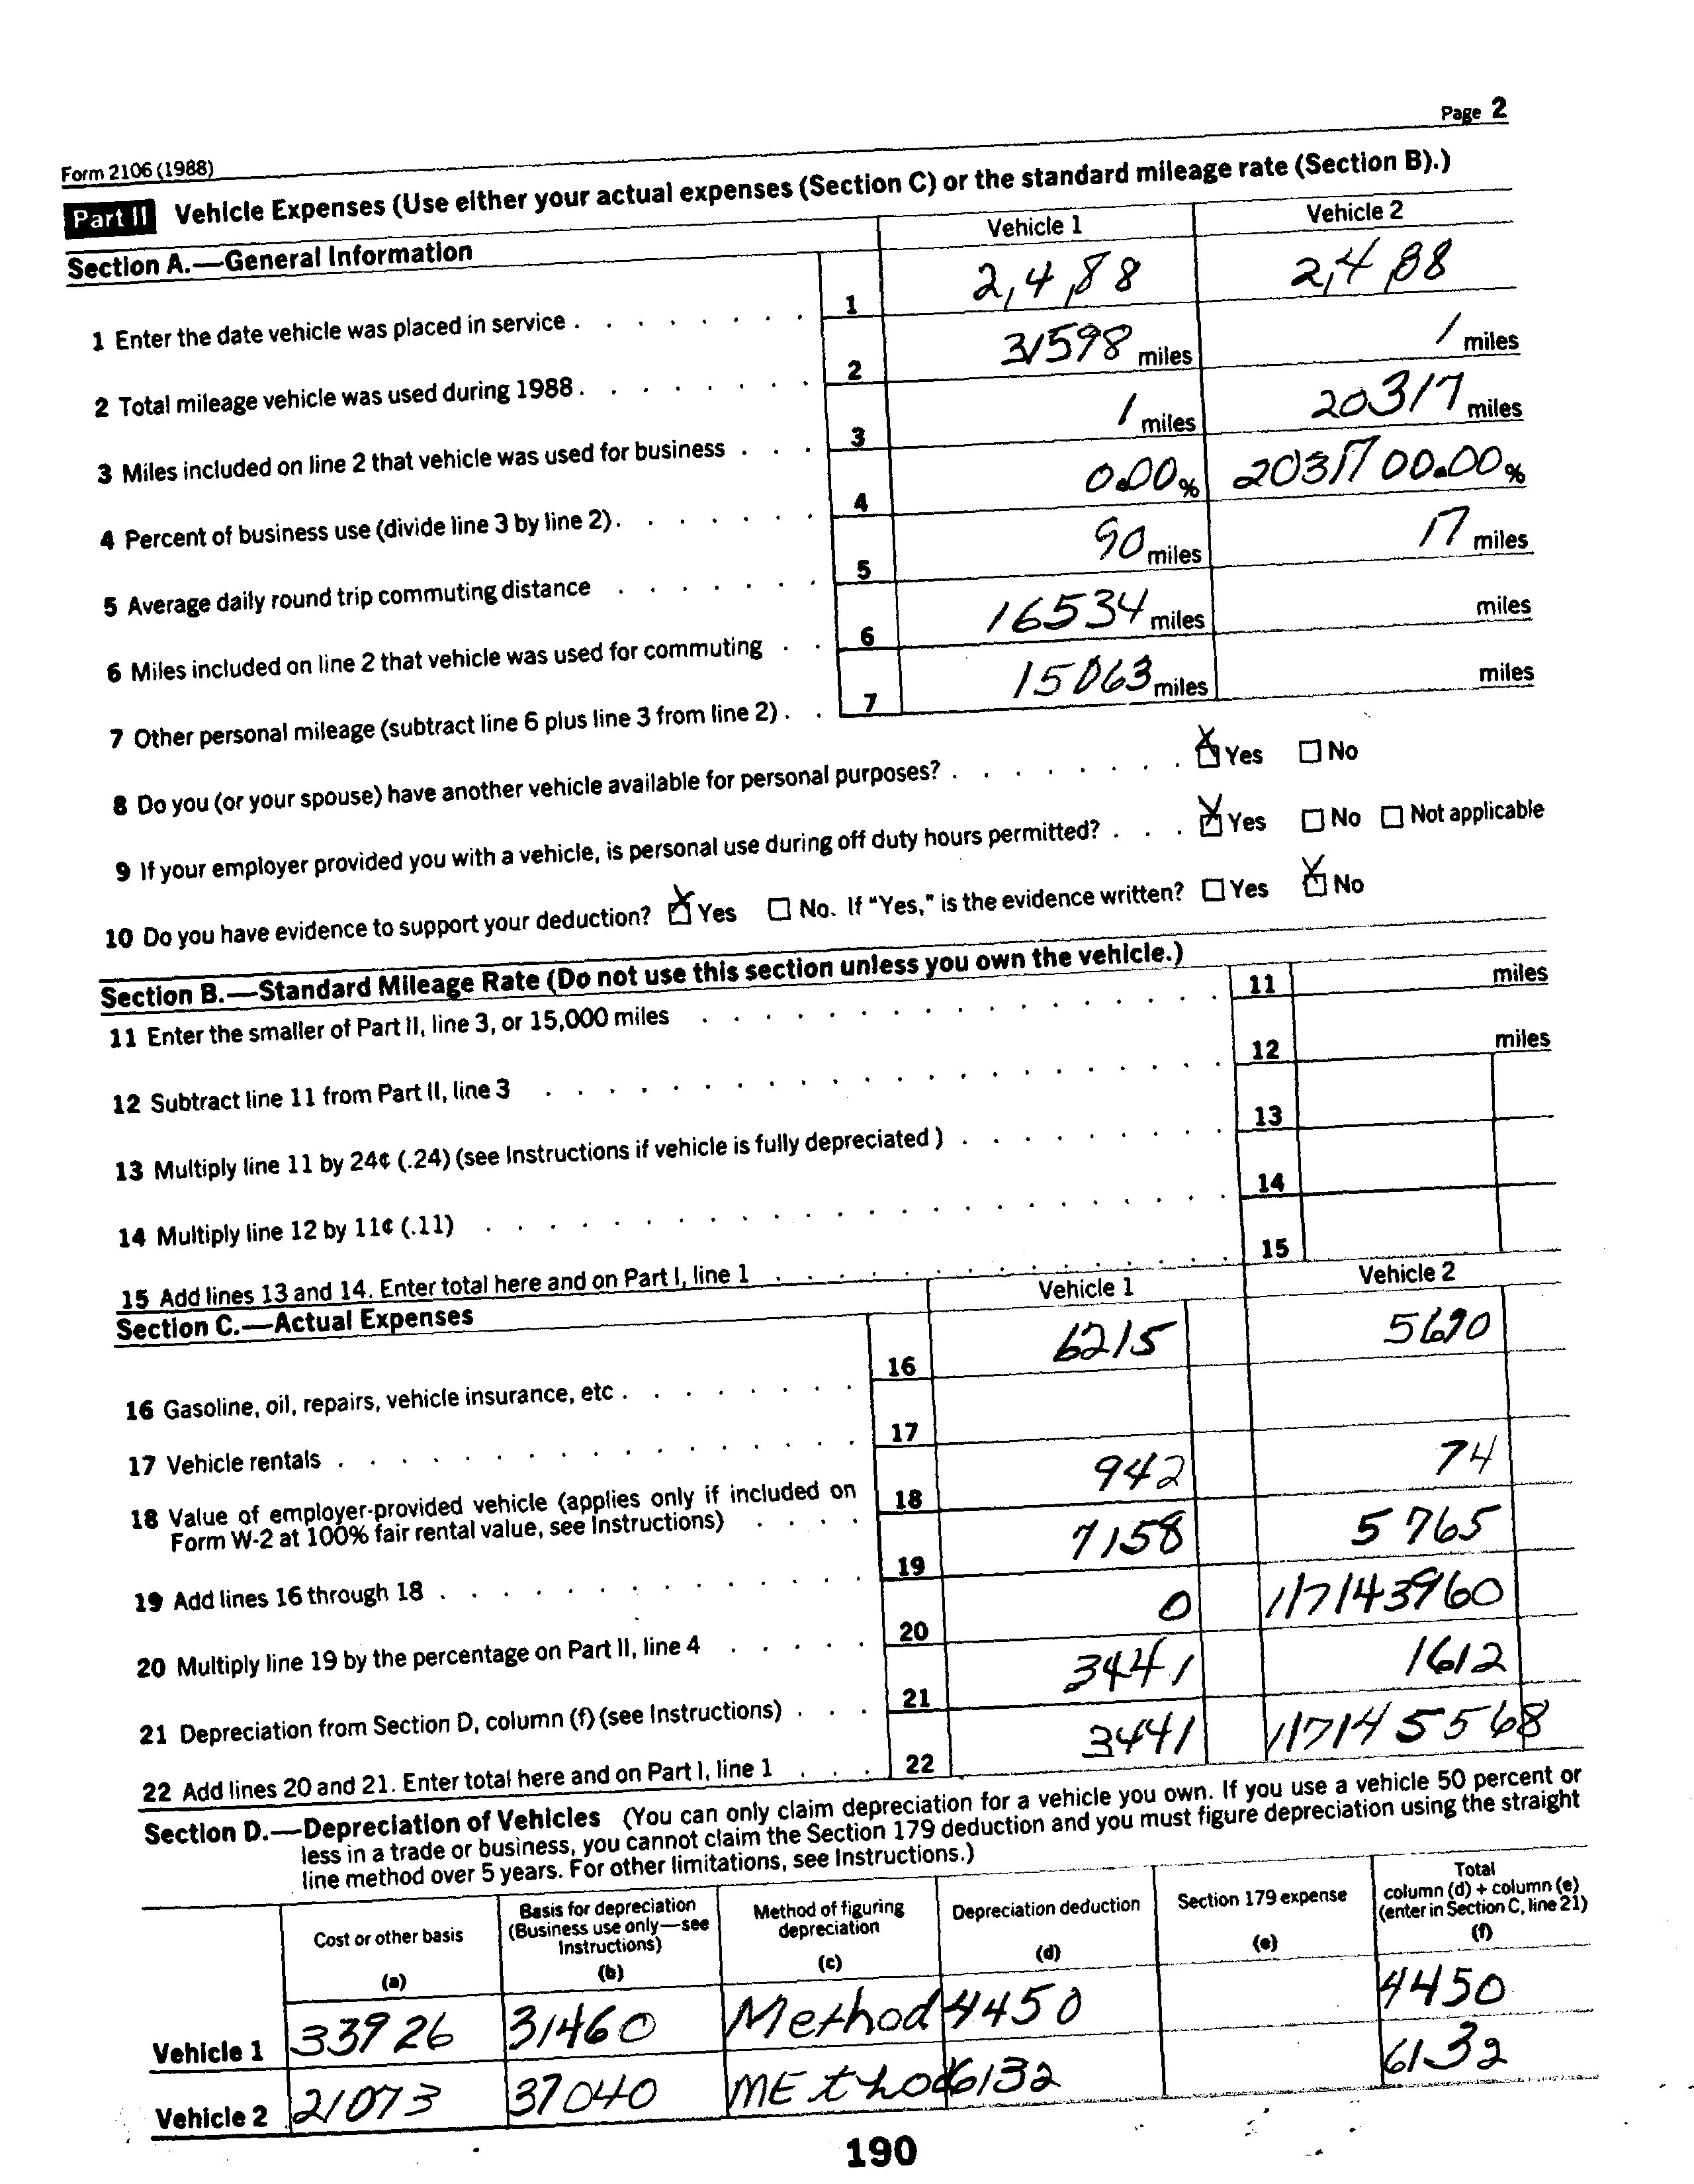 Page 2
Form 2106 (1988)
Part II Vehicle Expenses (Use either your actual expenses (Section C) or the standard mileage rate (Section B).)
Section A.—General Information Vehicle 1 Vehicle 2
1 Enter the date vehicle was placed in service . . . . . . . . 1 2,4,88 2,4,88
2 Total mileage vehicle was used during 1988 . . . . . . . . 2 31598 miles 1 miles
3 Miles included on line 2 that vehicle was used for business . . . 3 1 miles 20317 miles
4 Percent of business use (divide line 3 by line 2) . . . . . . . 4 0.00 % 2031700.00 %
5 Average daily round trip commuting distance . . . . . . . 5 90 miles 17 miles
6 Miles included on line 2 that vehicle was used for commuting . . 6 16534 miles miles
7 Other personal mileage (subtract line 6 plus line 3 from line 2) . . 7 15063 miles miles
8 Do you (or your spouse) have another vehicle available for personal purposes? . . . . . . . . X Yes No
9 If your employer provided you with a vehicle, is personal use during off duty hours permitted? . . . X Yes No Not applicable
10 Do you have evidence to support your deduction? X Yes No. If "Yes," is the evidence written? Yes X No
Section B.—Standard Mileage Rate (Do not use this section unless you own the vehicle.)
11 Enter the smaller of Part II, line 3, or 15,000 miles . . . . . . . . . . . . . . . . . 11 miles
12 Subtract line 11 from Part II, line 3 . . . . . . . . . . . . . . . . . . . . . 12 miles
13 Multiply line 11 by 24¢ (.24) (see Instructions if vehicle is fully depreciated ) . . . . . . . . . 13
14 Multiply line 12 by 11¢ (.11) . . . . . . . . . . . . . . . . . . . . . . . 14
15 Add lines 13 and 14. Enter total here and on Part I, line 1 . . . . . . . . . . . . . . . 15
Section C.—Actual Expenses Vehicle 1 Vehicle 2
16 Gasoline, oil, repairs, vehicle insurance, etc . . . . . . . . 16 6215 5690
17 Vehicle rentals . . . . . . . . . . . . . . . . . 17
18 Value of employer-provided vehicle (applies only if included on
Form W-2 at 100% fair rental value, see Instructions) . . . . 18 942 74
19 Add lines 16 through 18 . . . . . . . . . . . . . . 19 7158 5765
20 Multiply line 19 by the percentage on Part II, line 4 . . . . . 20 0 117143960
21 Depreciation from Section D, column (f) (see Instructions) . . . 21 3441 1612
22 Add lines 20 and 21. Enter total here and on Part I, line 1 . . . 22 3441 117145568
Section D.—Depreciation of Vehicles (You can only claim depreciation for a vehicle you own. If you use a vehicle 50 percent or
less in a trade or business, you cannot claim the Section 179 deduction and you must figure depreciation using the straight
line method over 5 years. For other limitations, see Instructions.)
Cost or other basis (a) Basis for depreciation (Business use only—see Instructions) (b) Method of figuring depreciation (c) Depreciation deduction (d) Section 179 expense (e) Total column (d) + column (e) (enter in Section C, line 21) (f)
Vehicle 1 33926 31460 Method 4450 4450
Vehicle 2 21073 37040 MEthod 6132 6132
190